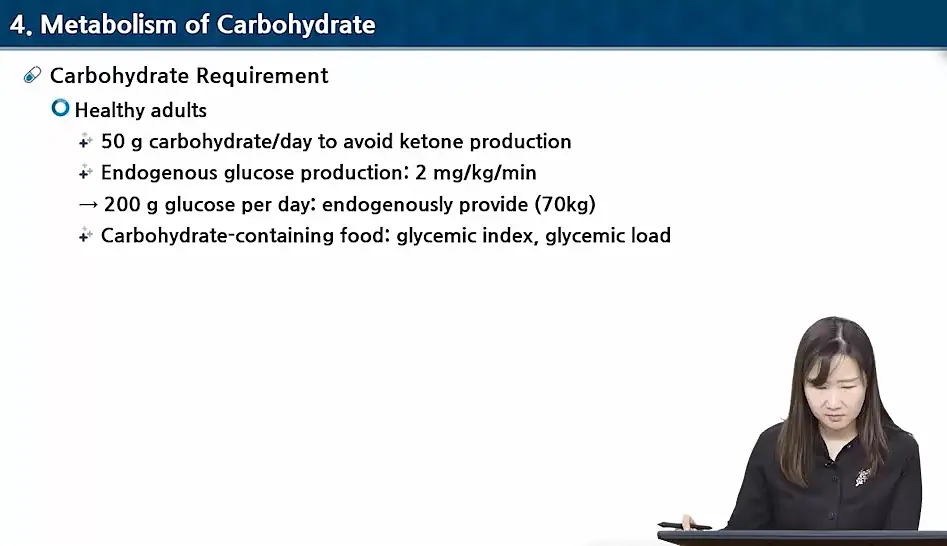 4. Metabolism of Carbohydrate
Carbohydrate Requirement
Healthy adults
50 g carbohydrate/day to avoid ketone production
Endogenous glucose production: 2 mg/kg/min
→ 200 g glucose per day: endogenously provide (70kg)
Carbohydrate-containing food: glycemic index, glycemic load